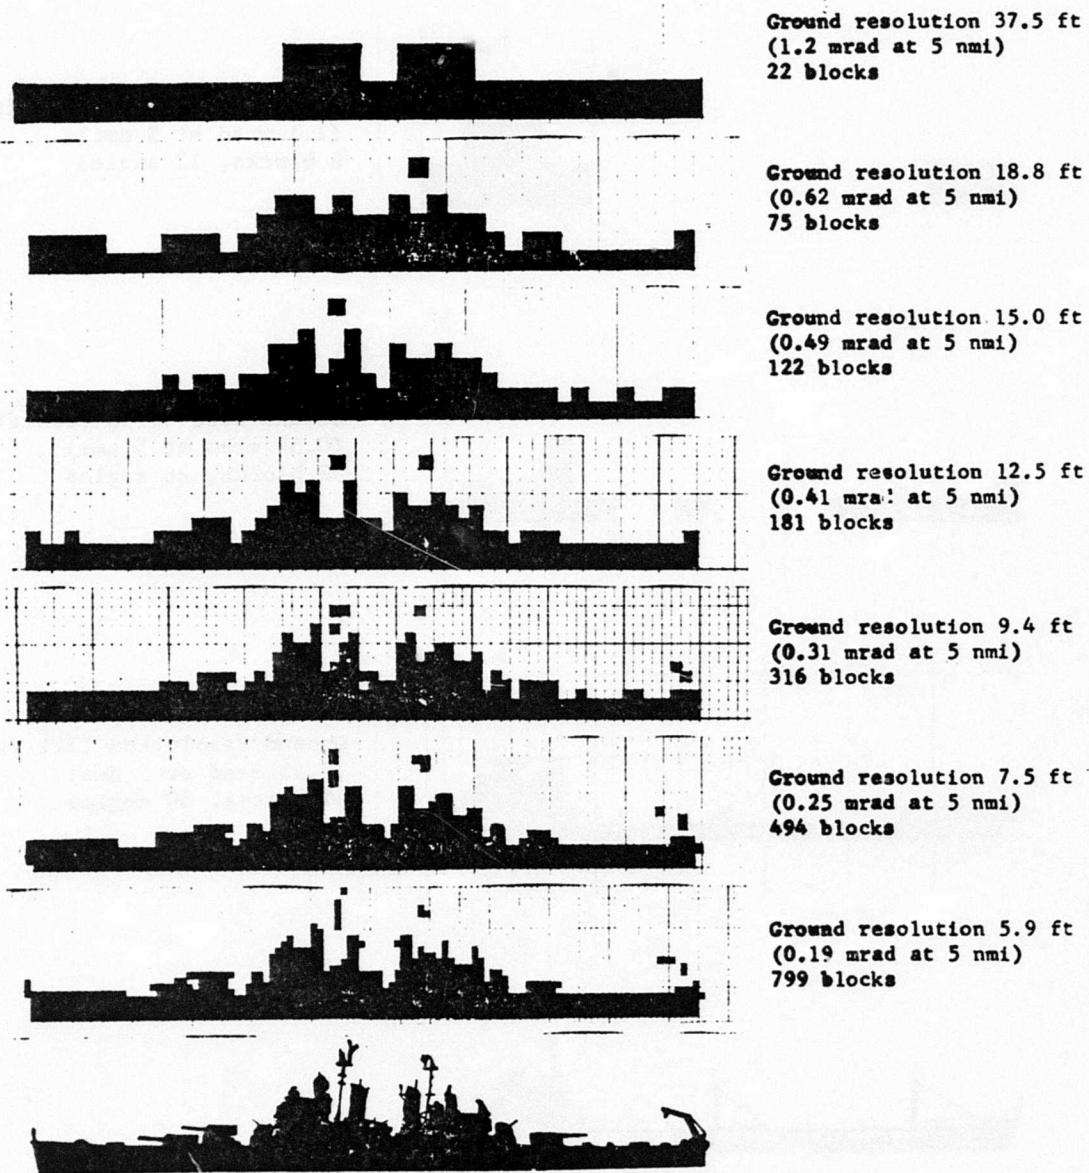 Ground resolution 37.5 ft
(1.2 mrad at 5 nmi)
22 blocks
Ground resolution 18.8 ft
(0.62 mrad at 5 nmi)
75 blocks
Ground resolution 15.0 ft
(0.49 mrad at 5 nmi)
122 blocks
Ground resolution 12.5 ft
(0.41 mrad at 5 nmi)
181 blocks
Ground resolution 9.4 ft
(0.31 mrad at 5 nmi)
316 blocks
Ground resolution 7.5 ft
(0.25 mrad at 5 nmi)
494 blocks
Ground resolution 5.9 ft
(0.19 mrad at 5 nmi)
799 blocks